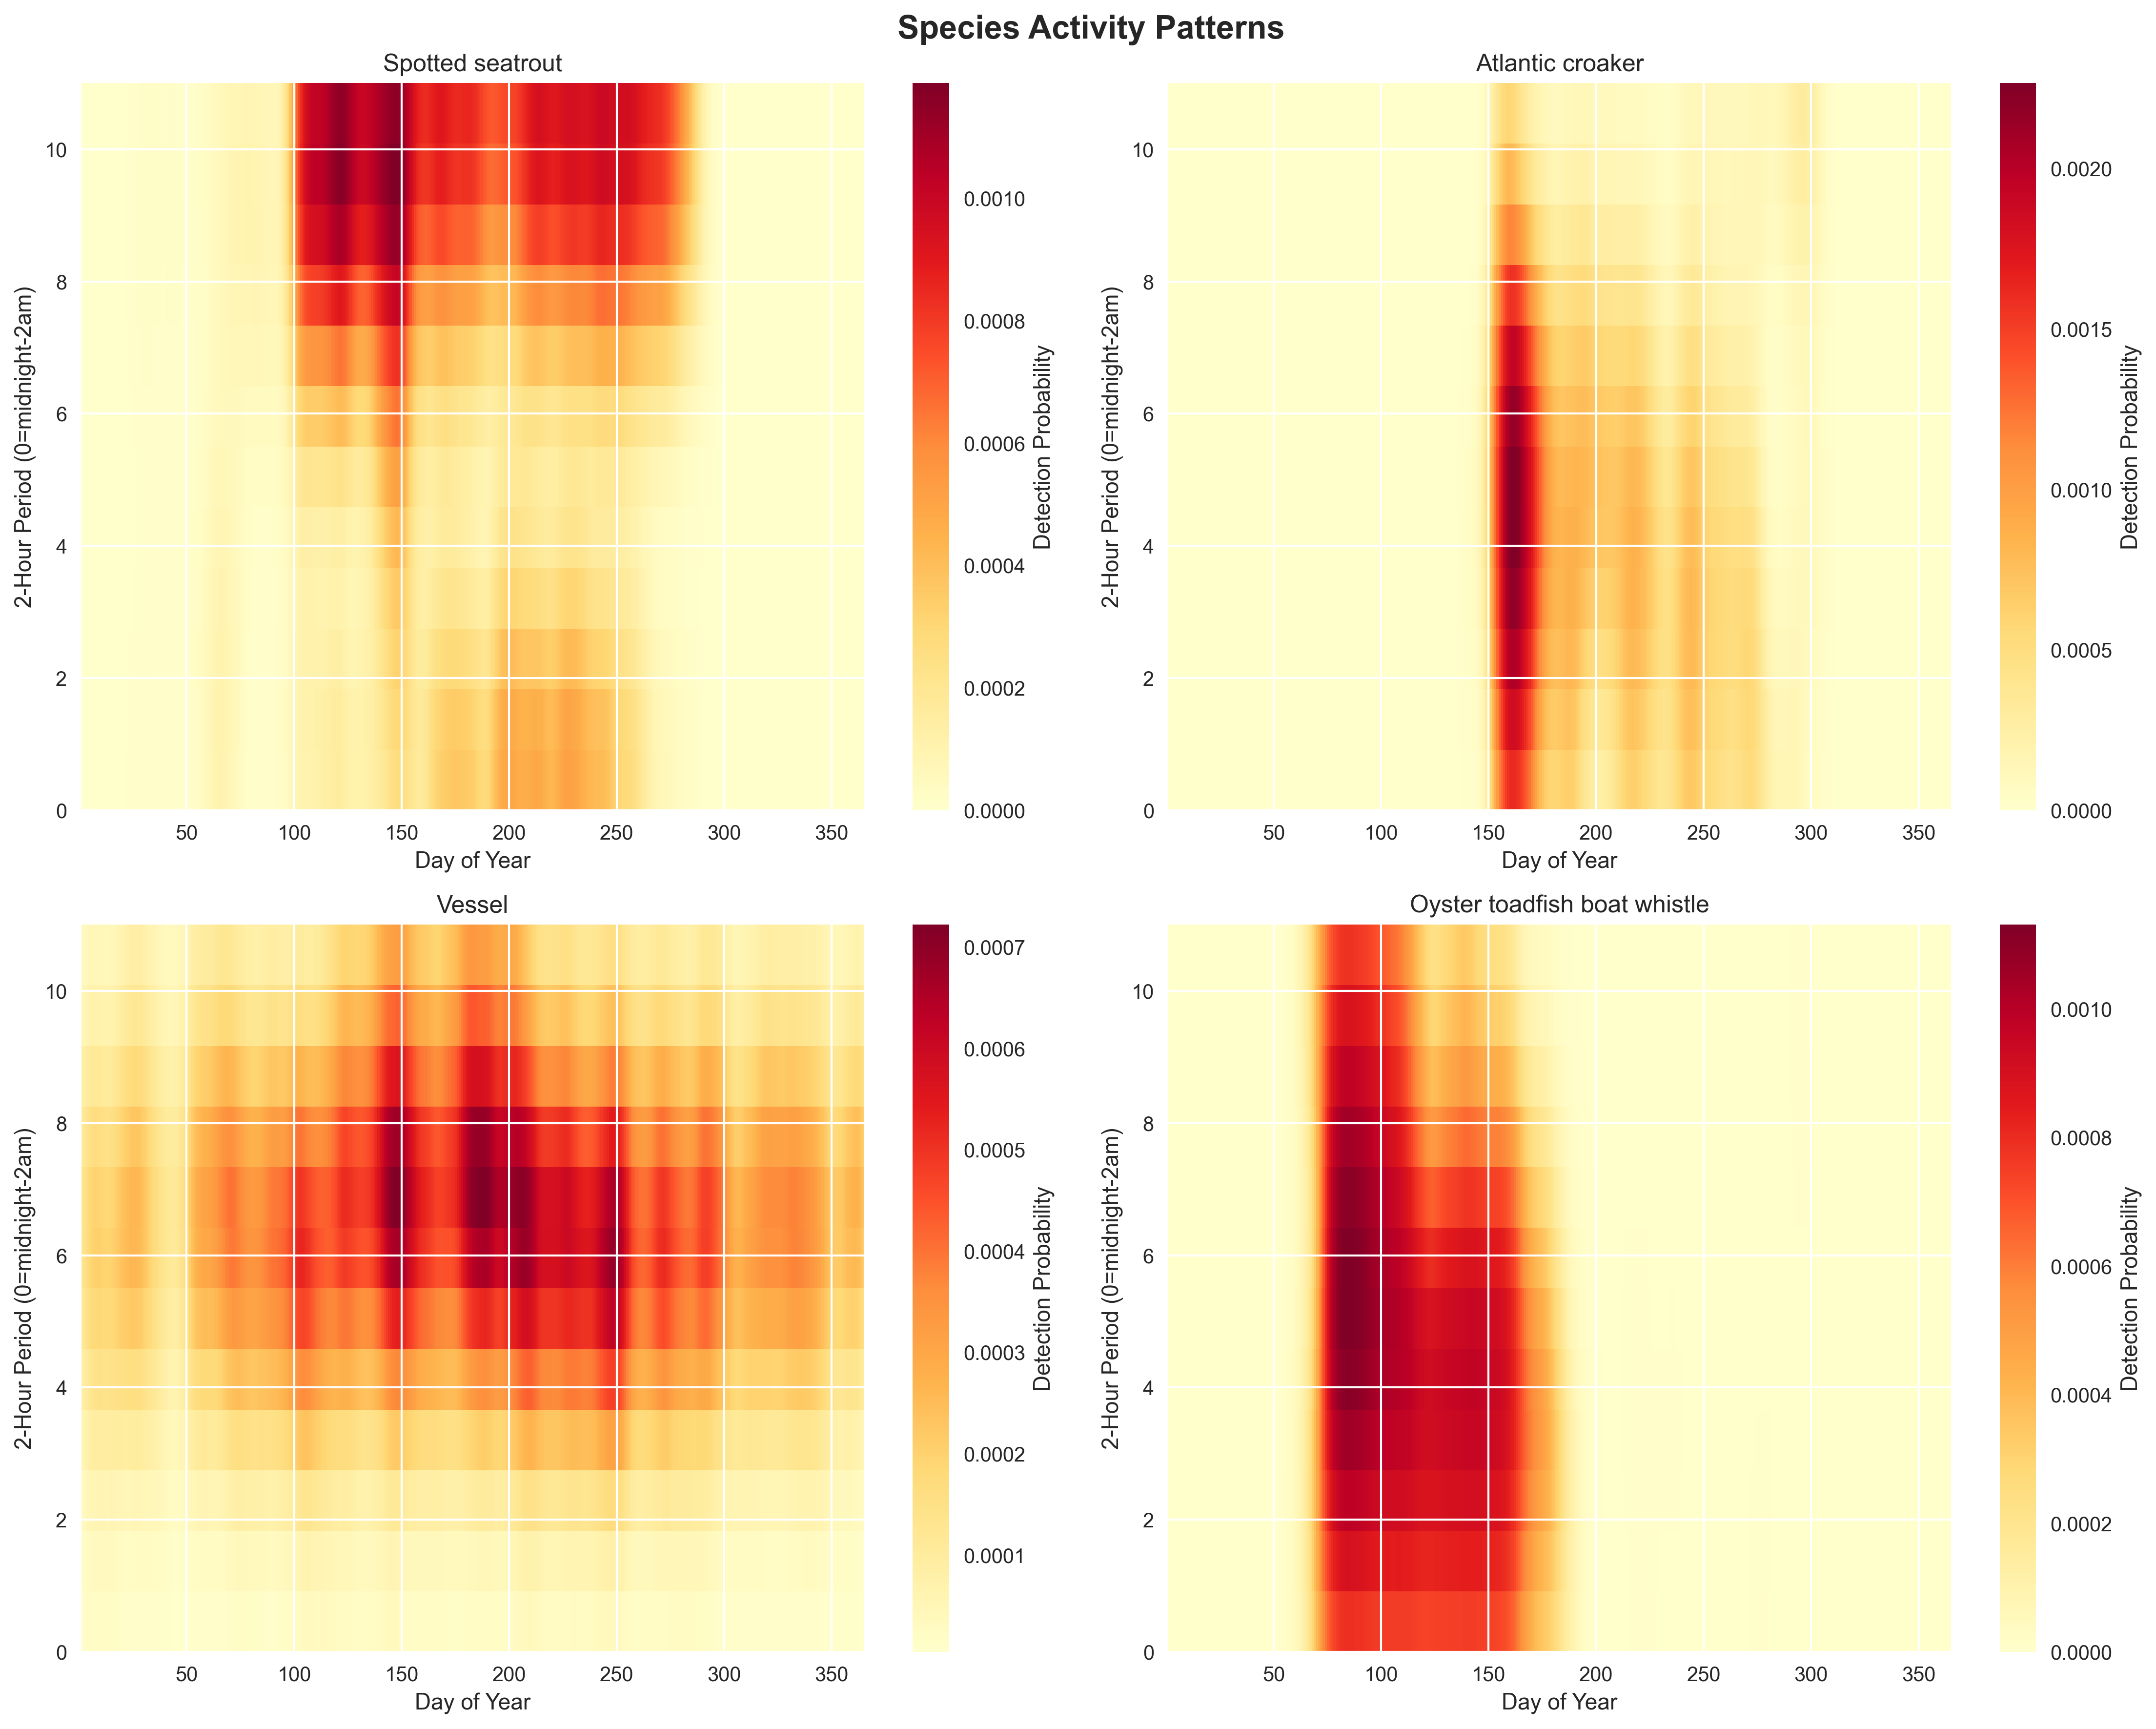 Species Activity Patterns
Spotted seatrout
10
8
6
4
2
0
2-Hour Period (0=midnight-2am)
50 100 150 200 250 300 350
Day of Year
0.0010
0.0008
0.0006
0.0004
0.0002
0.0000
Detection Probability
Atlantic croaker
10
8
6
4
2
0
2-Hour Period (0=midnight-2am)
50 100 150 200 250 300 350
Day of Year
0.0020
0.0015
0.0010
0.0005
0.0000
Detection Probability
Vessel
10
8
6
4
2
0
2-Hour Period (0=midnight-2am)
50 100 150 200 250 300 350
Day of Year
0.0007
0.0006
0.0005
0.0004
0.0003
0.0002
0.0001
Detection Probability
Oyster toadfish boat whistle
10
8
6
4
2
0
2-Hour Period (0=midnight-2am)
50 100 150 200 250 300 350
Day of Year
0.0010
0.0008
0.0006
0.0004
0.0002
0.0000
Detection Probability